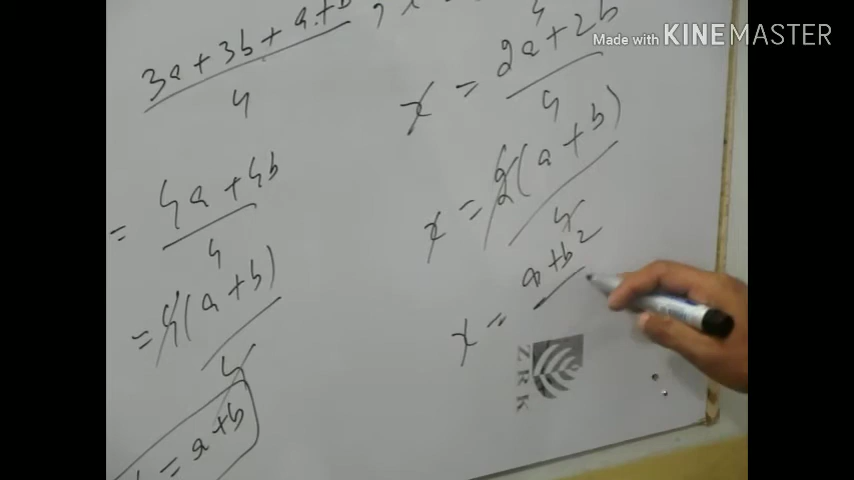 Made with KINEMASTER
3a + 3b + a + b
4
= 4a + 4b
4
= 4(a + b)
4
= a + b
x = 2a + 2b
4
x = 2(a + b)
4 2
x = a + b
ZRK